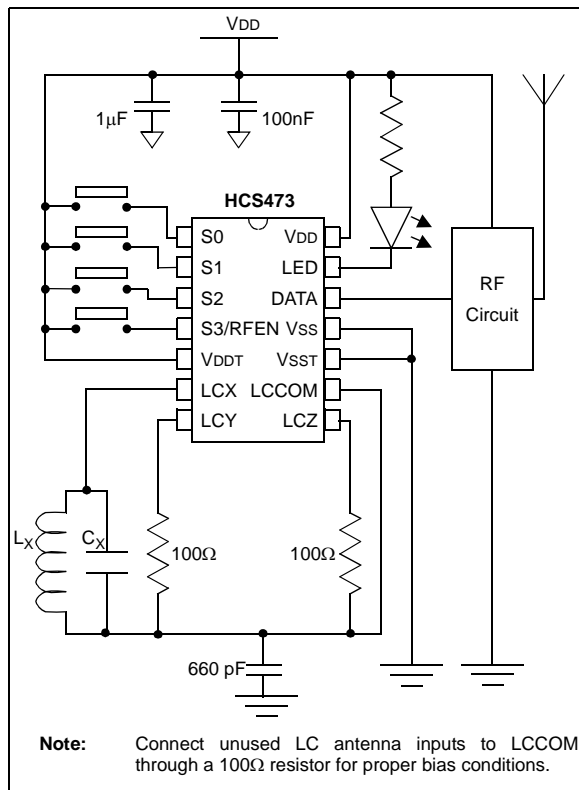 VDD
1μF
100nF
HCS473
S0
S1
S2
S3/RFEN
VDDT
LCX
LCY
VDD
LED
DATA
VSS
VSST
LCCOM
LCZ
RF
Circuit
LX
CX
100Ω
100Ω
660 pF
Note: Connect unused LC antenna inputs to LCCOM
through a 100Ω resistor for proper bias conditions.